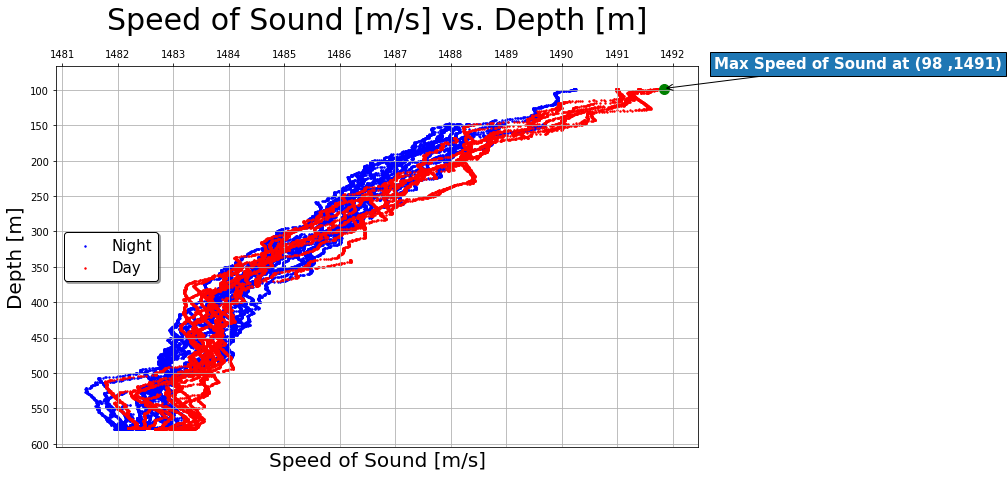 Speed of Sound [m/s] vs. Depth [m]
1481 1482 1483 1484 1485 1486 1487 1488 1489 1490 1491 1492
Max Speed of Sound at (98 ,1491)
100
150
200
250
300
350
400
450
500
550
600
Depth [m]
Night
Day
Speed of Sound [m/s]